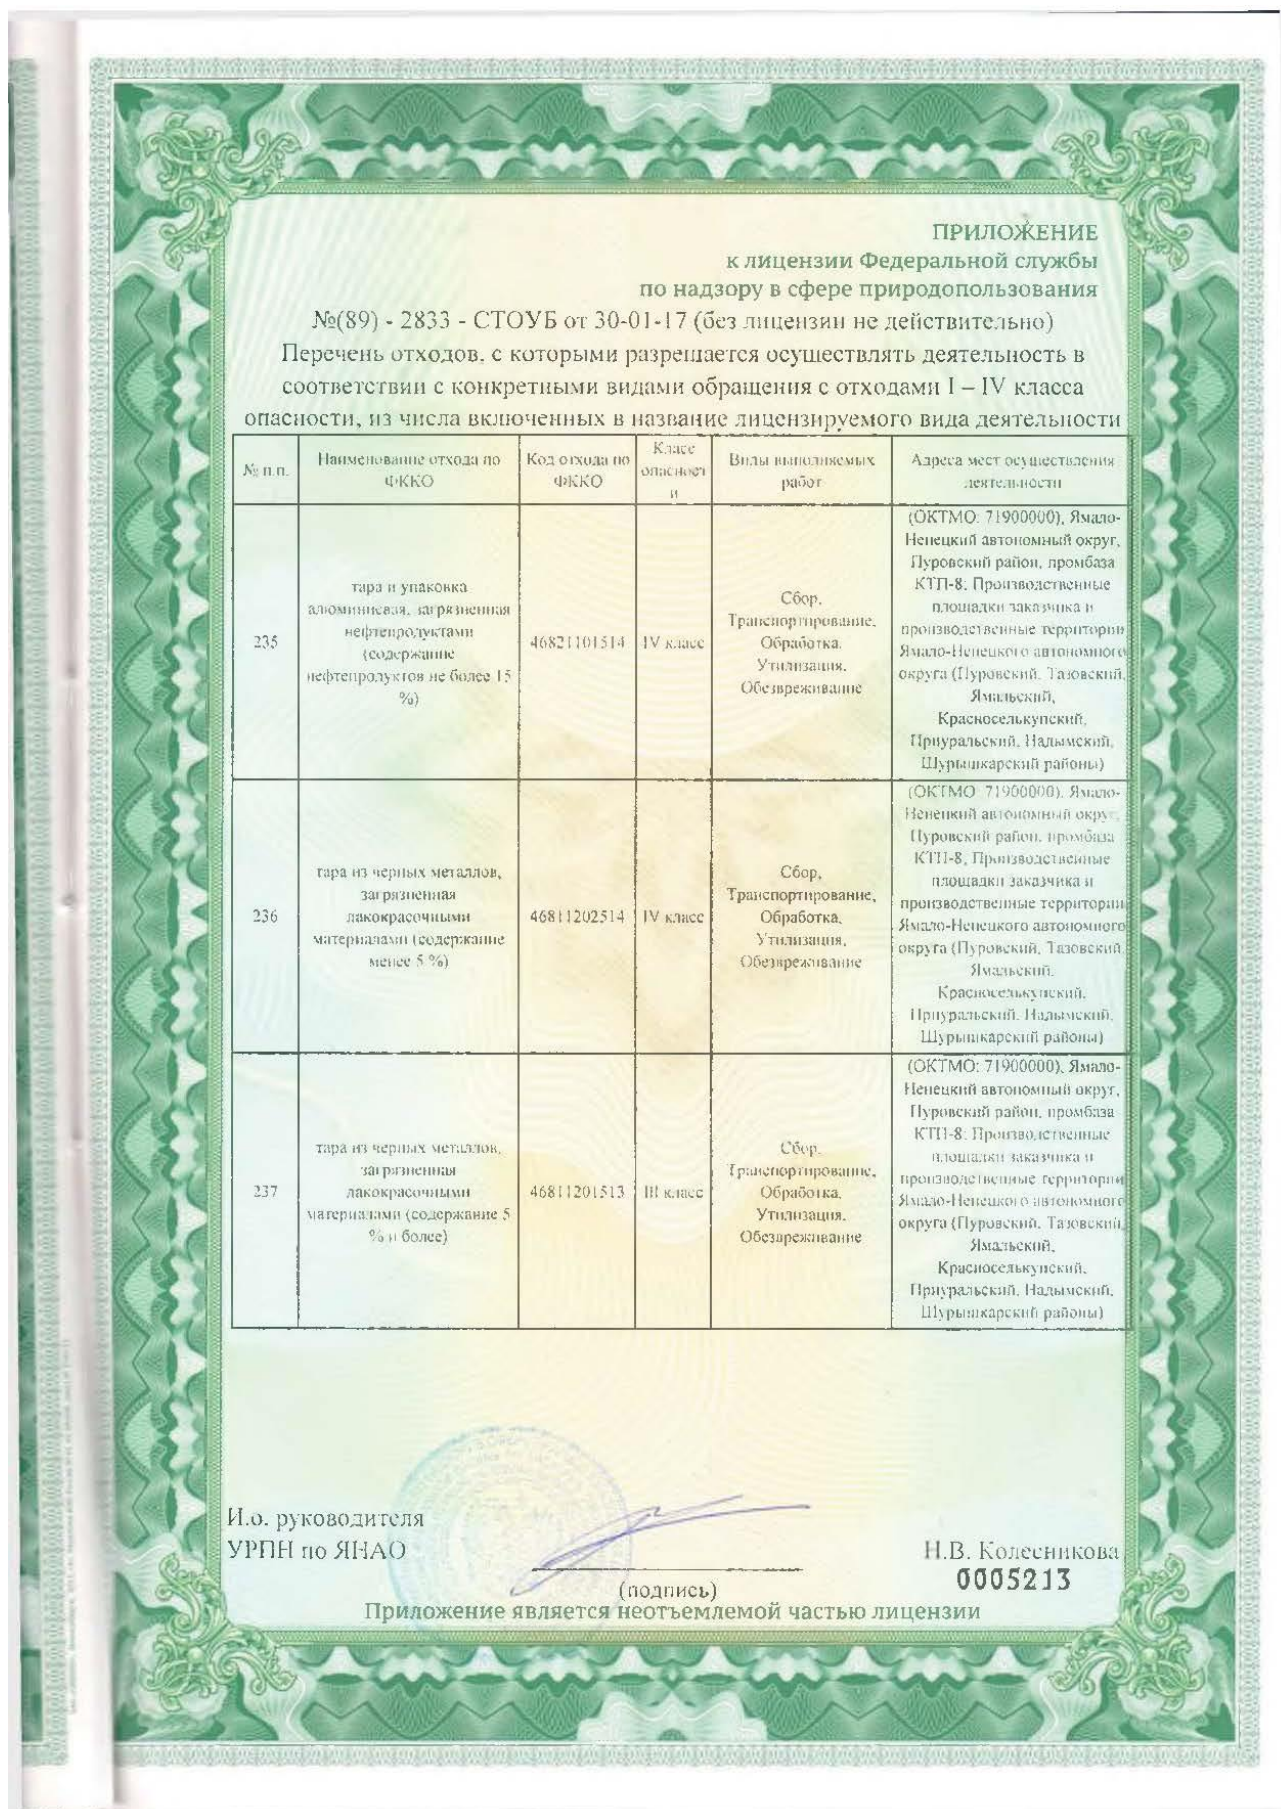 ПРИЛОЖЕНИЕ
к лицензии Федеральной службы
по надзору в сфере природопользования
№(89) - 2833 - СТОУБ от 30-01-17 (без лицензии не действительно)
Перечень отходов, с которыми разрешается осуществлять деятельность в
соответствии с конкретными видами обращения с отходами I – IV класса
опасности, из числа включенных в название лицензируемого вида деятельности
№ п.п.
Наименование отхода по
ФККО
Код отхода по
ФККО
Класс
опасност
и
Виды выполняемых
работ
Адреса мест осуществления
деятельности
235
тара и упаковка
алюминиевая, загрязненная
нефтепродуктами
(содержание
нефтепродуктов не более 15
%)
46821101514
IV класс
Сбор,
Транспортирование,
Обработка,
Утилизация,
Обезвреживание
(ОКТМО: 71900000), Ямало-
Ненецкий автономный округ,
Пуровский район, промбаза
КТП-8; Производственные
площадки заказчика и
производственные территории
Ямало-Ненецкого автономного
округа (Пуровский, Тазовский,
Ямальский,
Красноселькупский,
Приуральский, Надымский,
Шурышкарский районы)
236
тара из черных металлов,
загрязненная
лакокрасочными
материалами (содержание
менее 5 %)
46811202514
IV класс
Сбор,
Транспортирование,
Обработка,
Утилизация,
Обезвреживание
(ОКТМО: 71900000), Ямало-
Ненецкий автономный округ,
Пуровский район, промбаза
КТП-8; Производственные
площадки заказчика и
производственные территории
Ямало-Ненецкого автономного
округа (Пуровский, Тазовский,
Ямальский,
Красноселькупский,
Приуральский, Надымский,
Шурышкарский районы)
237
тара из черных металлов,
загрязненная
лакокрасочными
материалами (содержание 5
% и более)
46811201513
III класс
Сбор,
Транспортирование,
Обработка,
Утилизация,
Обезвреживание
(ОКТМО: 71900000), Ямало-
Ненецкий автономный округ,
Пуровский район, промбаза
КТП-8; Производственные
площадки заказчика и
производственные территории
Ямало-Ненецкого автономного
округа (Пуровский, Тазовский,
Ямальский,
Красноселькупский,
Приуральский, Надымский,
Шурышкарский районы)
И.о. руководителя
УРПН по ЯНАО
Н.В. Колесникова
0005213
(подпись)
Приложение является неотъемлемой частью лицензии